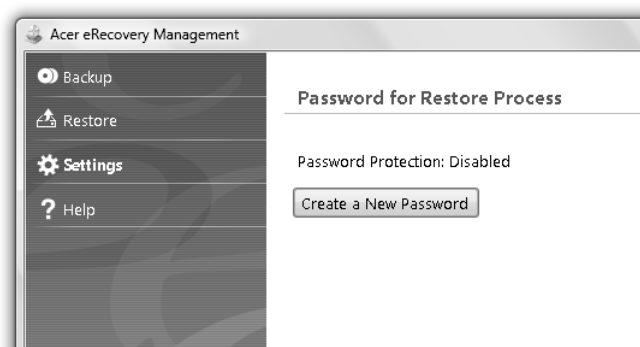 Acer eRecovery Management
Backup
Restore
Settings
Help
Password for Restore Process
Password Protection: Disabled
Create a New Password